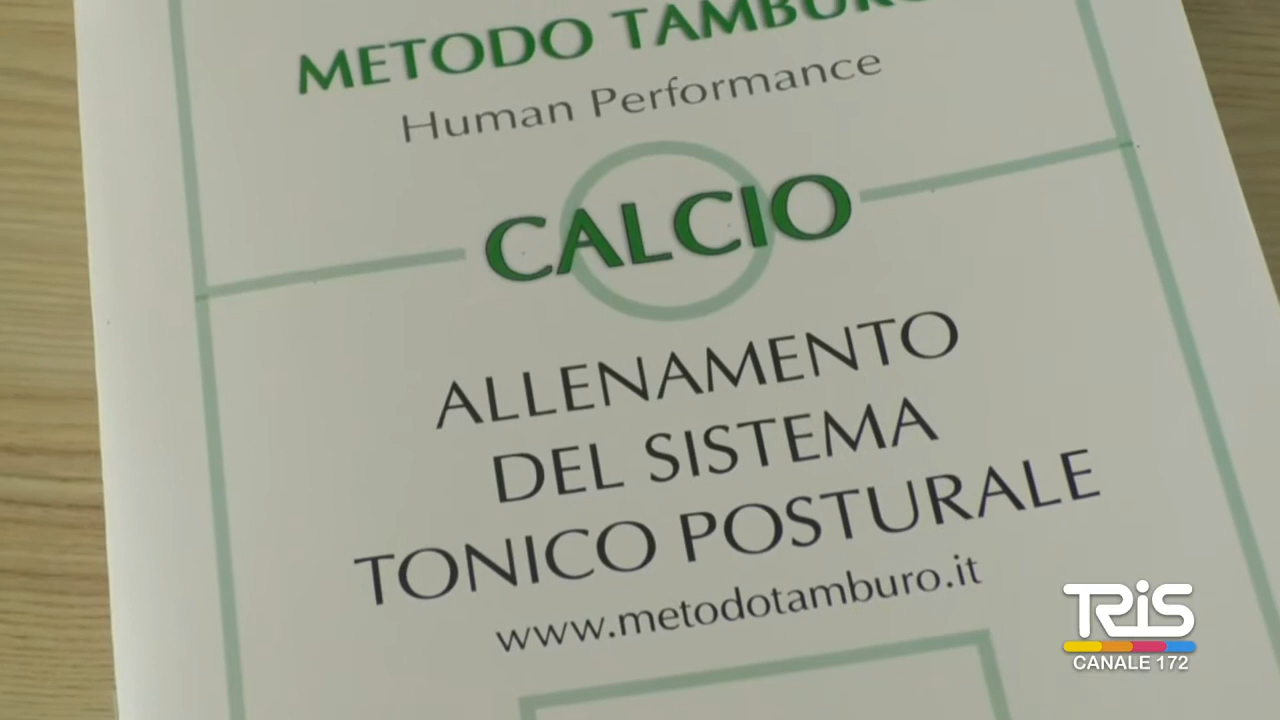 METODO TAMBURO
Human Performance
CALCIO
ALLENAMENTO
DEL SISTEMA
TONICO POSTURALE
www.metodotamburo.it
TRIS
CANALE 172